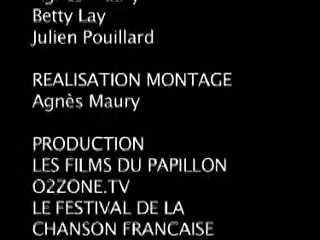 Betty Lay
Julien Pouillard
REALISATION MONTAGE
Agnès Maury
PRODUCTION
LES FILMS DU PAPILLON
O2ZONE.TV
LE FESTIVAL DE LA
CHANSON FRANCAISE